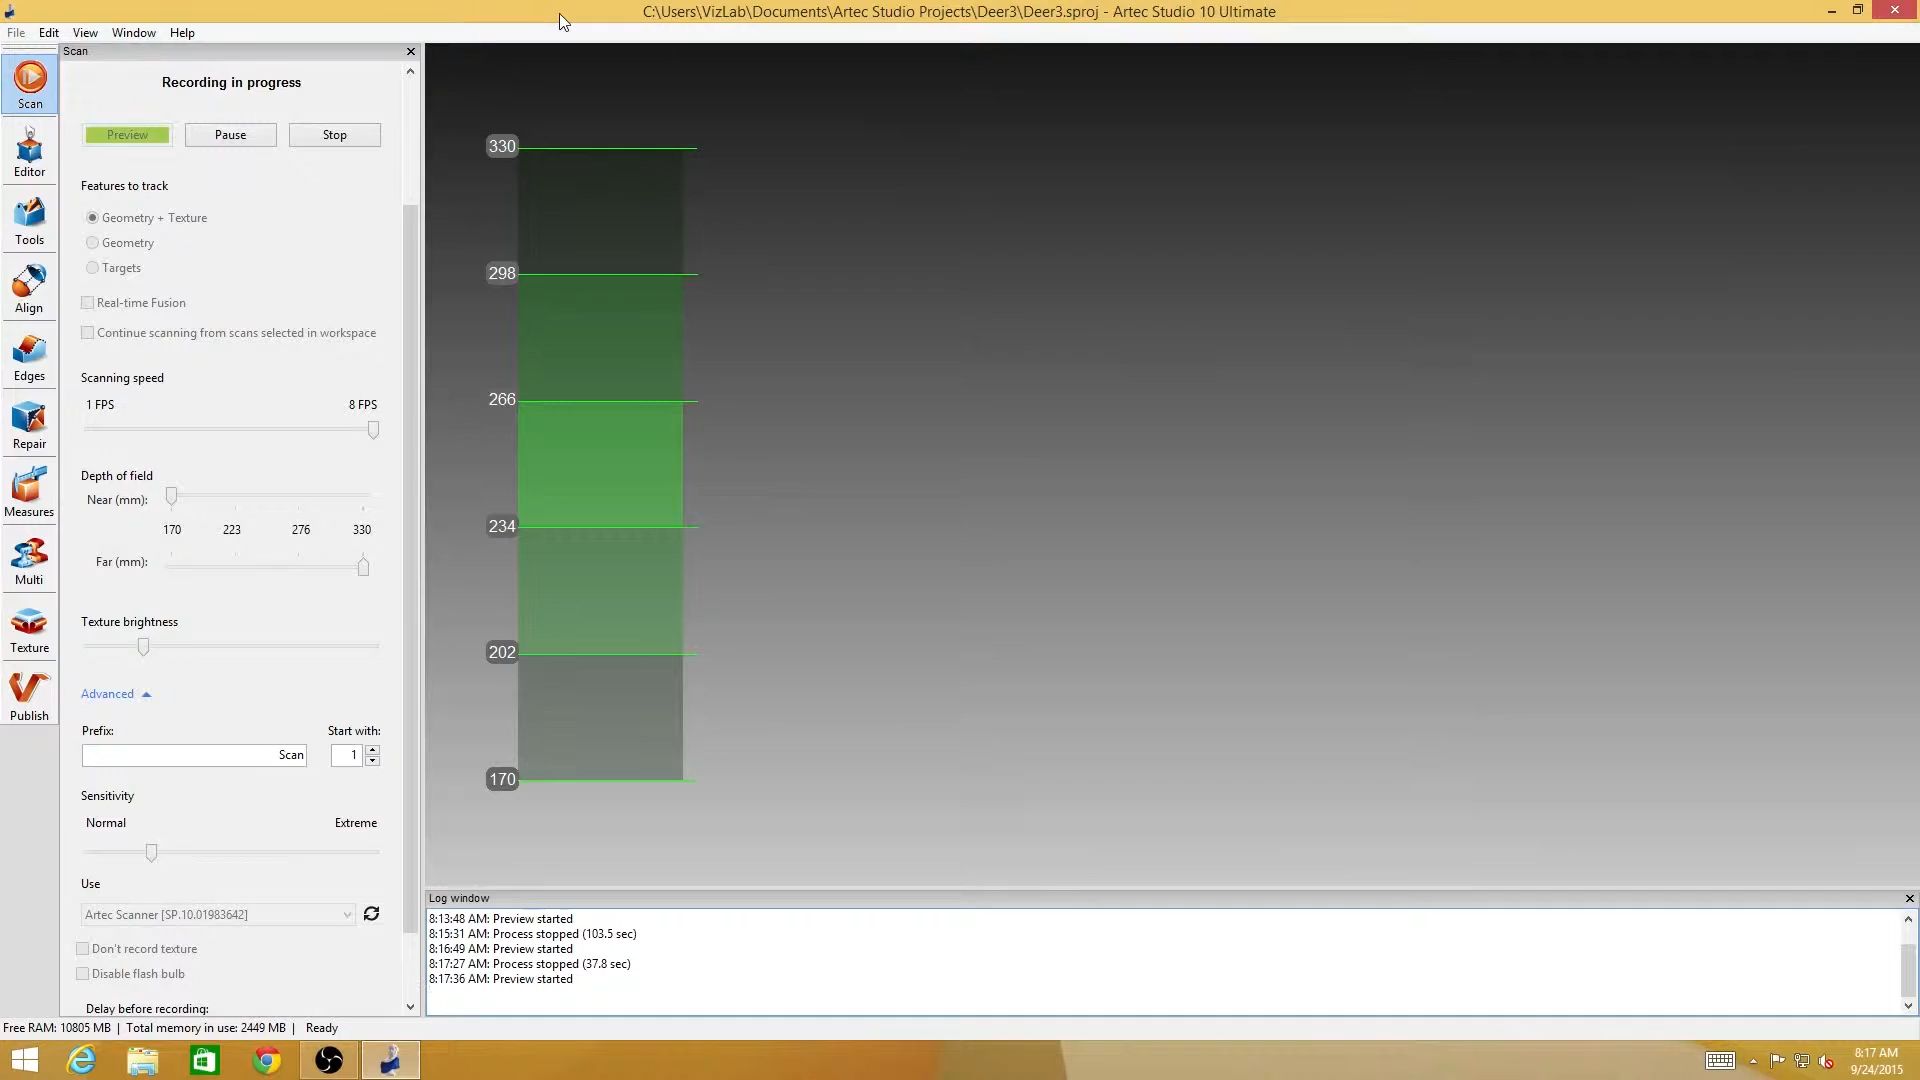 C:\Users\VizLab\Documents\Artec Studio Projects\Deer3\Deer3.sproj - Artec Studio 10 Ultimate
File Edit View Window Help
Scan
Scan
Editor
Tools
Align
Edges
Repair
Measures
Multi
Texture
Publish
Recording in progress
Preview Pause Stop
Features to track
Geometry + Texture
Geometry
Targets
Real-time Fusion
Continue scanning from scans selected in workspace
Scanning speed
1 FPS 8 FPS
Depth of field
Near (mm):
170 223 276 330
Far (mm):
Texture brightness
Advanced
Prefix: Start with:
Scan 1
Sensitivity
Normal Extreme
Use
Artec Scanner [SP.10.01983642]
Don't record texture
Disable flash bulb
Delay before recording:
330
298
266
234
202
170
Log window
8:13:48 AM: Preview started
8:15:31 AM: Process stopped (103.5 sec)
8:16:49 AM: Preview started
8:17:27 AM: Process stopped (37.8 sec)
8:17:36 AM: Preview started
Free RAM: 10805 MB | Total memory in use: 2449 MB | Ready
8:17 AM
9/24/2015